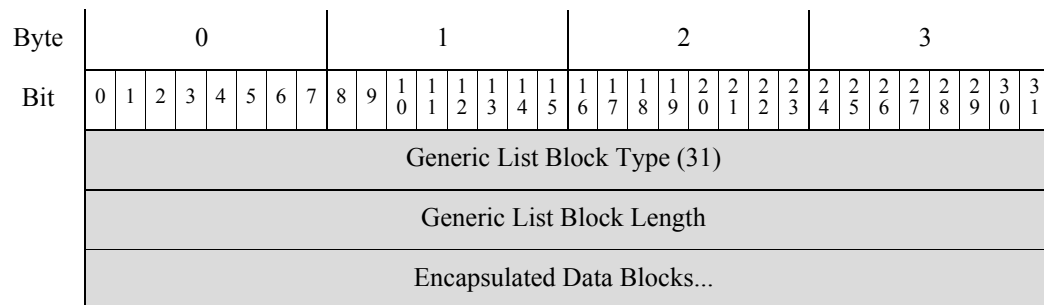 Byte 0 1 2 3
Bit 0 1 2 3 4 5 6 7 8 9 10 11 12 13 14 15 16 17 18 19 20 21 22 23 24 25 26 27 28 29 30 31
Generic List Block Type (31)
Generic List Block Length
Encapsulated Data Blocks...